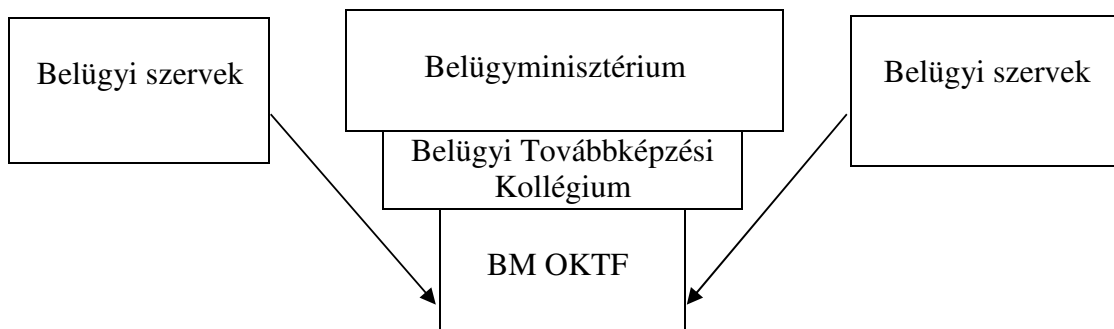 Belügyi szervek
Belügyminisztérium
Belügyi szervek
Belügyi Továbbképzési
Kollégium
BM OKTF